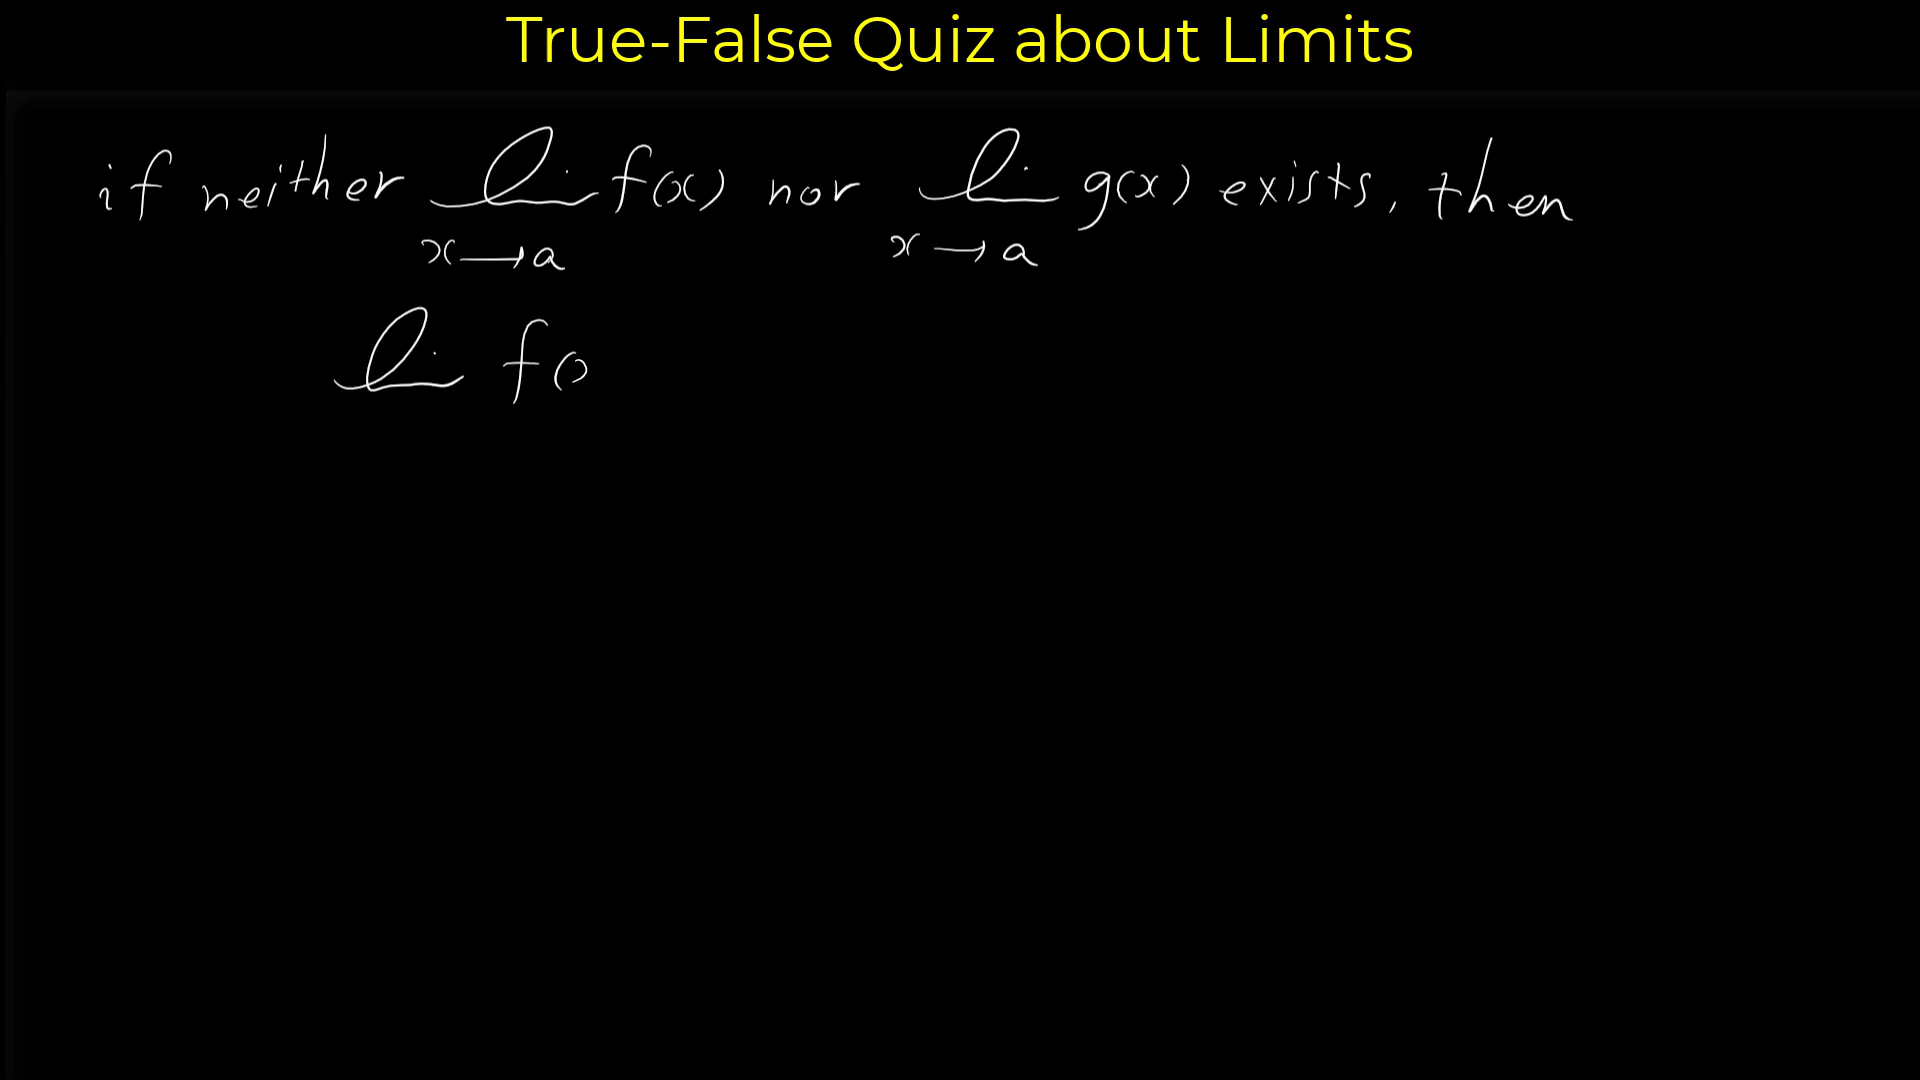 True-False Quiz about Limits
if neither lim f(x) nor lim g(x) exists, then
x→a x→a
lim f(